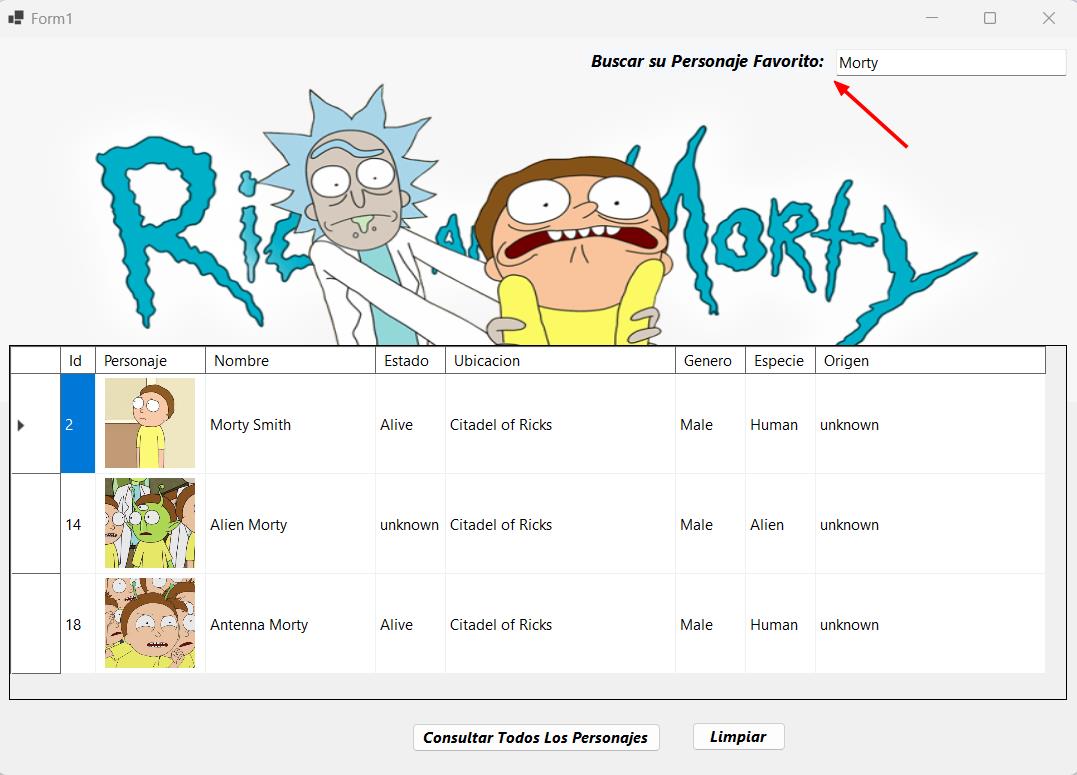 Form1
Buscar su Personaje Favorito: Morty
Rick and Morty
Id Personaje Nombre Estado Ubicacion Genero Especie Origen
2 Morty Smith Alive Citadel of Ricks Male Human unknown
14 Alien Morty unknown Citadel of Ricks Male Alien unknown
18 Antenna Morty Alive Citadel of Ricks Male Human unknown
Consultar Todos Los Personajes Limpiar